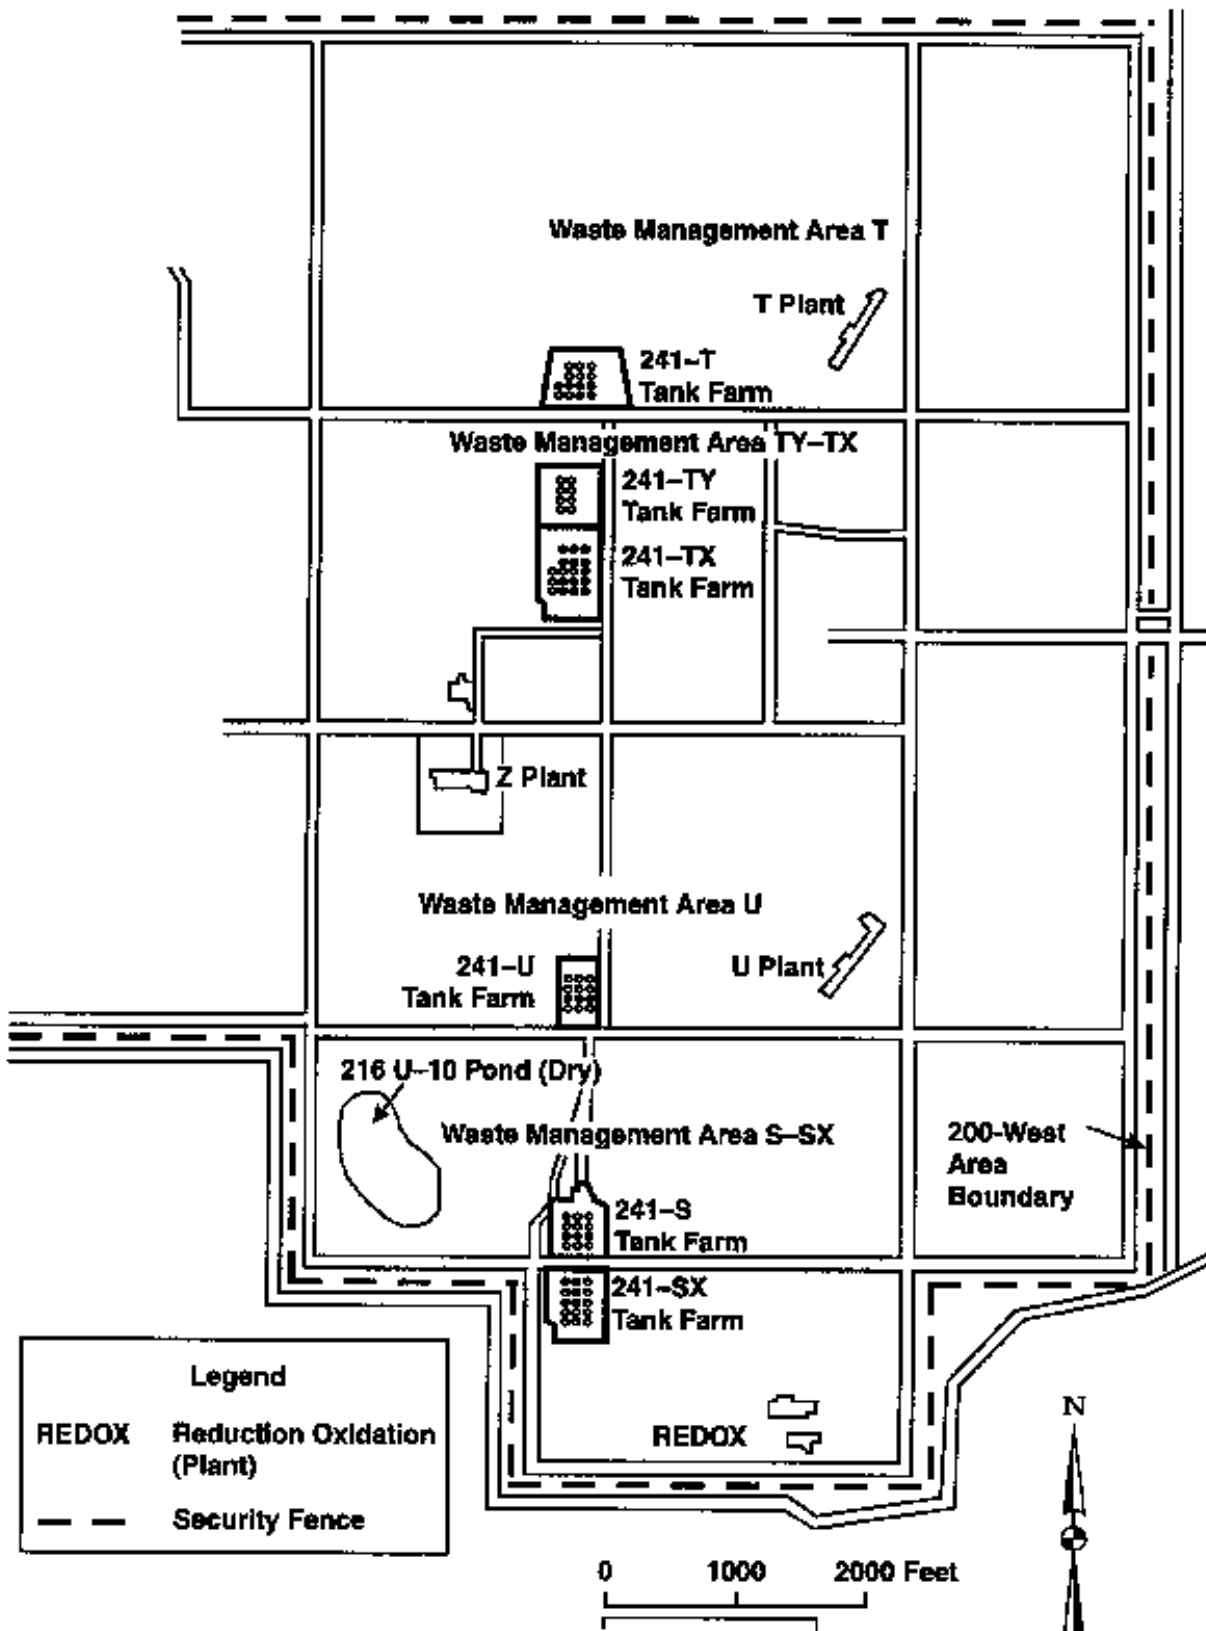 Waste Management Area T
T Plant
241–T
Tank Farm
Waste Management Area TY–TX
241–TY
Tank Farm
241–TX
Tank Farm
Z Plant
Waste Management Area U
241–U
Tank Farm
U Plant
216 U–10 Pond (Dry)
Waste Management Area S–SX
200-West
Area
Boundary
241–S
Tank Farm
241–SX
Tank Farm
Legend
REDOX Reduction Oxidation
(Plant)
Security Fence
REDOX
N
0 1000 2000 Feet